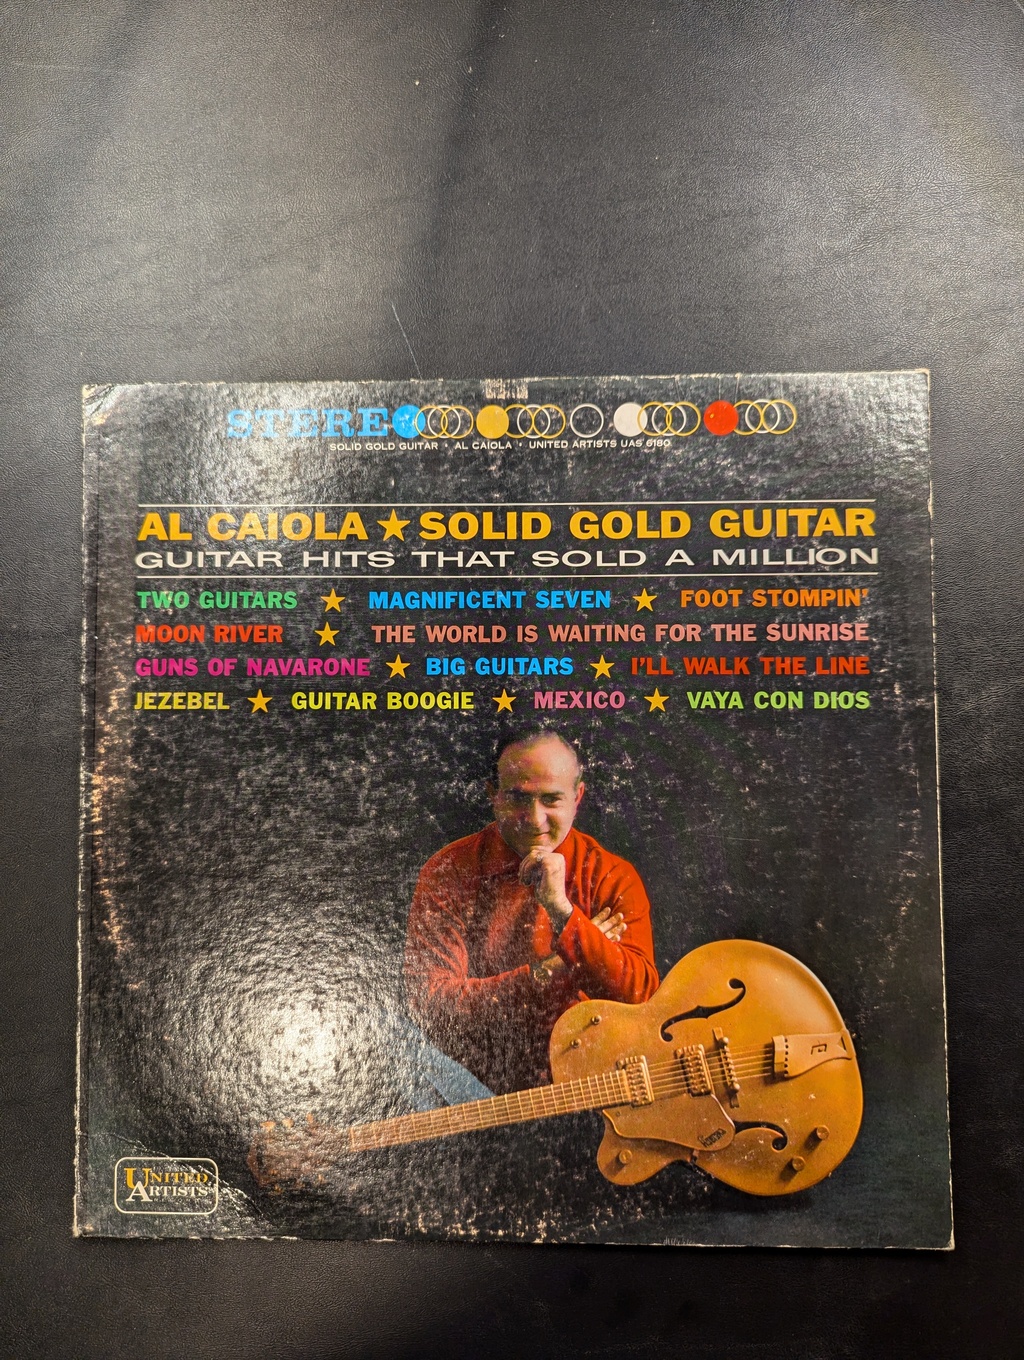 STEREO
SOLID GOLD GUITAR • AL CAIOLA • UNITED ARTISTS UAS 6180
AL CAIOLA ★ SOLID GOLD GUITAR
GUITAR HITS THAT SOLD A MILLION
TWO GUITARS ★ MAGNIFICENT SEVEN ★ FOOT STOMPIN'
MOON RIVER ★ THE WORLD IS WAITING FOR THE SUNRISE
GUNS OF NAVARONE ★ BIG GUITARS ★ I'LL WALK THE LINE
JEZEBEL ★ GUITAR BOOGIE ★ MEXICO ★ VAYA CON DIOS
UNITED
ARTISTS